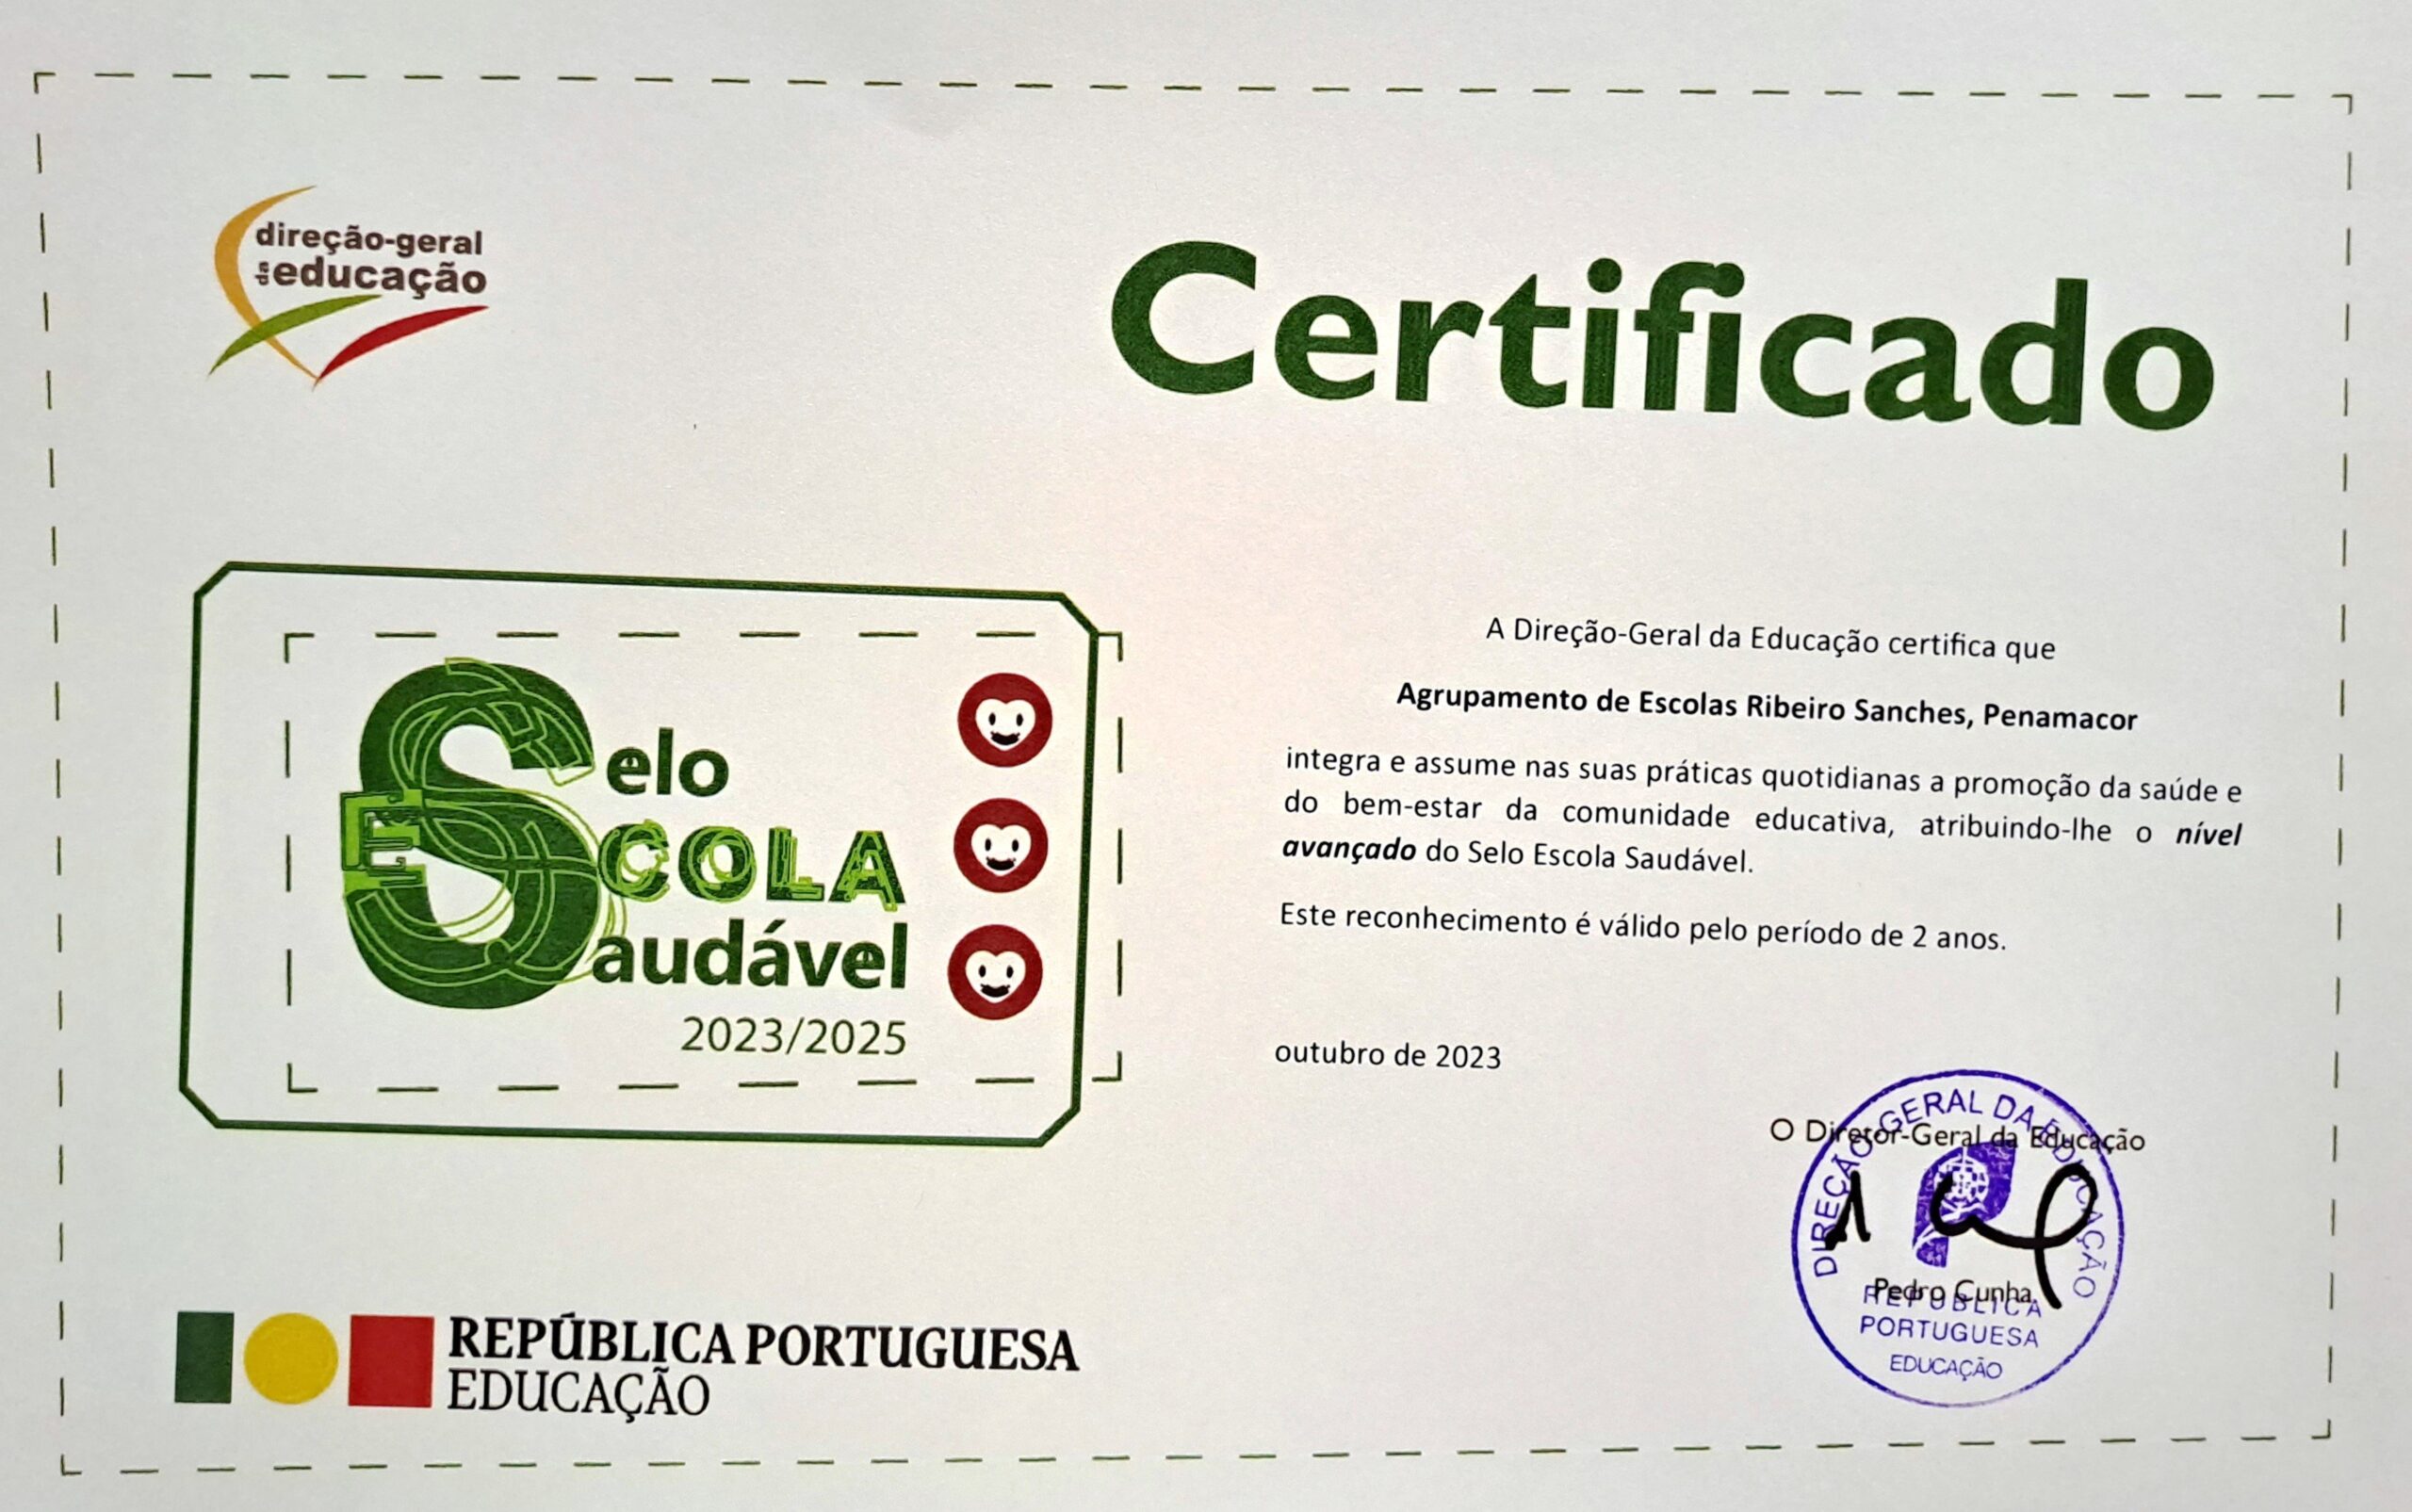 direção-geral
da educação
Certificado
Selo
EsCOLA
Saudável
2023/2025
A Direção-Geral da Educação certifica que
Agrupamento de Escolas Ribeiro Sanches, Penamacor
integra e assume nas suas práticas quotidianas a promoção da saúde e
do bem-estar da comunidade educativa, atribuindo-lhe o nível
avançado do Selo Escola Saudável.
Este reconhecimento é válido pelo período de 2 anos.
outubro de 2023
O Diretor-Geral da Educação
Pedro Cunha
DIREÇÃO-GERAL DA EDUCAÇÃO
REPÚBLICA
PORTUGUESA
EDUCAÇÃO
REPÚBLICA PORTUGUESA
EDUCAÇÃO